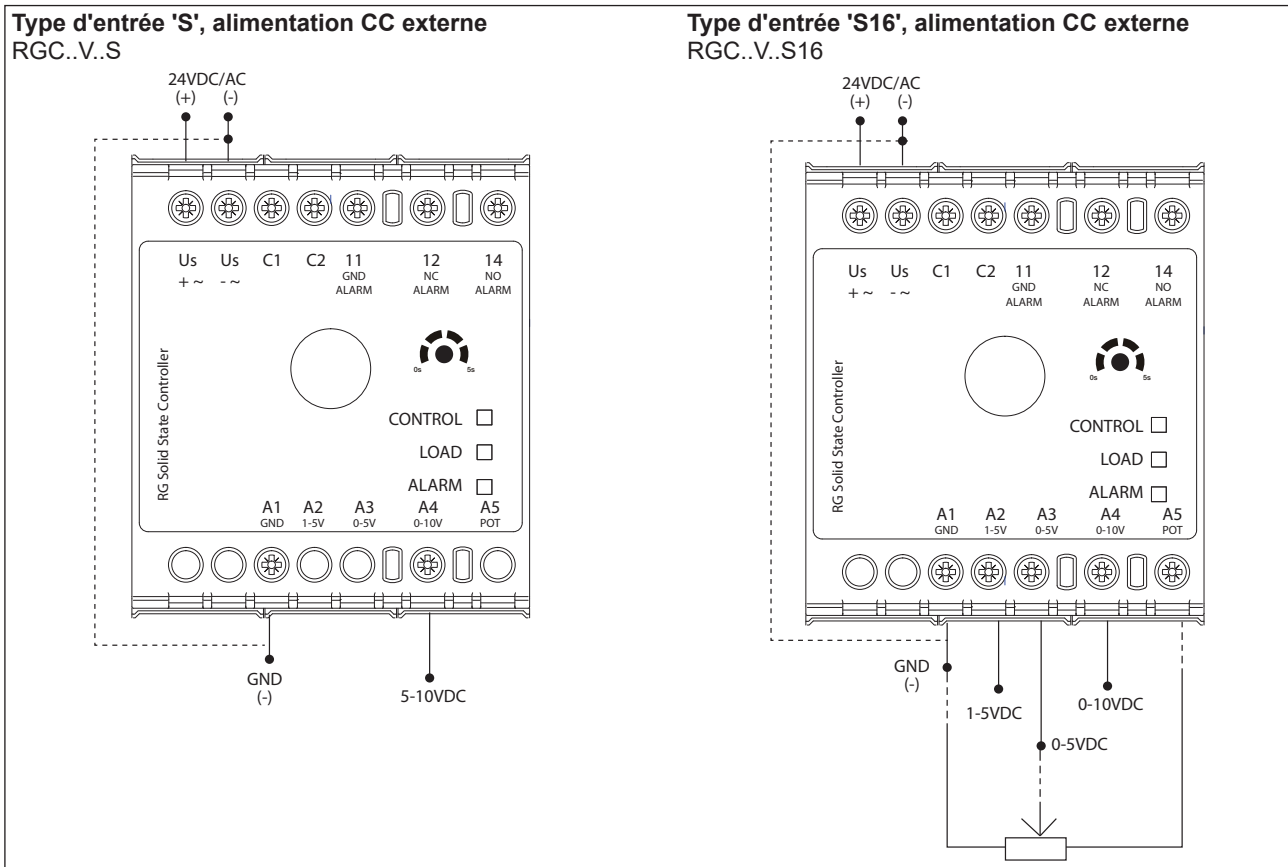 Type d'entrée 'S', alimentation CC externe
RGC..V..S
24VDC/AC
(+) (-)
Us Us C1 C2 11 12 14
+ ~ - ~ GND NC NO
ALARM ALARM ALARM
0s 5s
RG Solid State Controller
CONTROL
LOAD
ALARM
A1 A2 A3 A4 A5
GND 1-5V 0-5V 0-10V POT
GND
(-)
5-10VDC
Type d'entrée 'S16', alimentation CC externe
RGC..V..S16
24VDC/AC
(+) (-)
Us Us C1 C2 11 12 14
+ ~ - ~ GND NC NO
ALARM ALARM ALARM
0s 5s
RG Solid State Controller
CONTROL
LOAD
ALARM
A1 A2 A3 A4 A5
GND 1-5V 0-5V 0-10V POT
GND
(-)
1-5VDC
0-10VDC
0-5VDC